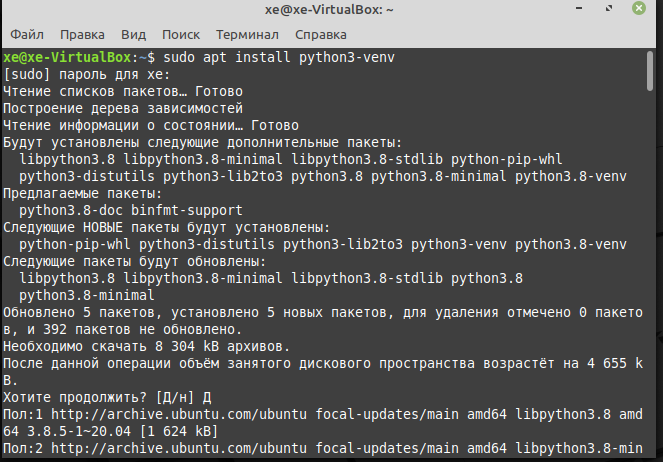 xe@xe-VirtualBox: ~
Файл Правка Вид Поиск Терминал Справка
xe@xe-VirtualBox:~$ sudo apt install python3-venv
[sudo] пароль для xe:
Чтение списков пакетов… Готово
Построение дерева зависимостей
Чтение информации о состоянии… Готово
Будут установлены следующие дополнительные пакеты:
libpython3.8 libpython3.8-minimal libpython3.8-stdlib python-pip-whl
python3-distutils python3-lib2to3 python3.8 python3.8-minimal python3.8-venv
Предлагаемые пакеты:
python3.8-doc binfmt-support
Следующие НОВЫЕ пакеты будут установлены:
python-pip-whl python3-distutils python3-lib2to3 python3-venv python3.8-venv
Следующие пакеты будут обновлены:
libpython3.8 libpython3.8-minimal libpython3.8-stdlib python3.8
python3.8-minimal
Обновлено 5 пакетов, установлено 5 новых пакетов, для удаления отмечено 0 пакето
в, и 392 пакетов не обновлено.
Необходимо скачать 8 304 kB архивов.
После данной операции объём занятого дискового пространства возрастёт на 4 655 k
B.
Хотите продолжить? [Д/н] Д
Пол:1 http://archive.ubuntu.com/ubuntu focal-updates/main amd64 libpython3.8 amd
64 3.8.5-1~20.04 [1 624 kB]
Пол:2 http://archive.ubuntu.com/ubuntu focal-updates/main amd64 libpython3.8-min